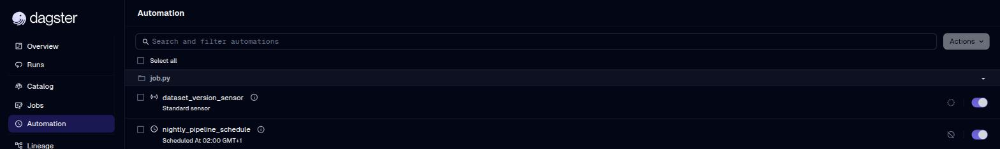 dagster
Automation
Search and filter automations
Actions
Overview
Select all
Runs
job.py
Catalog
dataset_version_sensor
Jobs
Standard sensor
Automation
nightly_pipeline_schedule
Scheduled At 02:00 GMT+1
Lineage